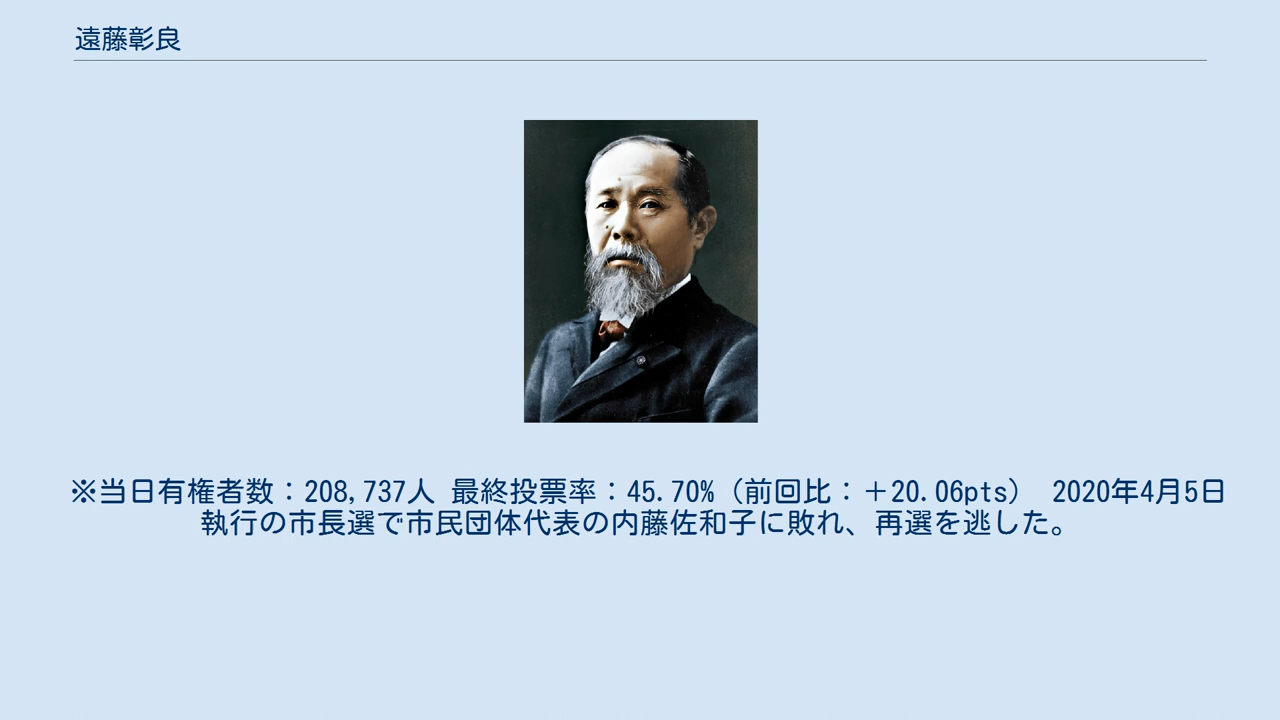 遠藤彰良
※当日有権者数：208,737人 最終投票率：45.70%（前回比：＋20.06pts） 2020年4月5日
執行の市長選で市民団体代表の内藤佐和子に敗れ、再選を逃した。